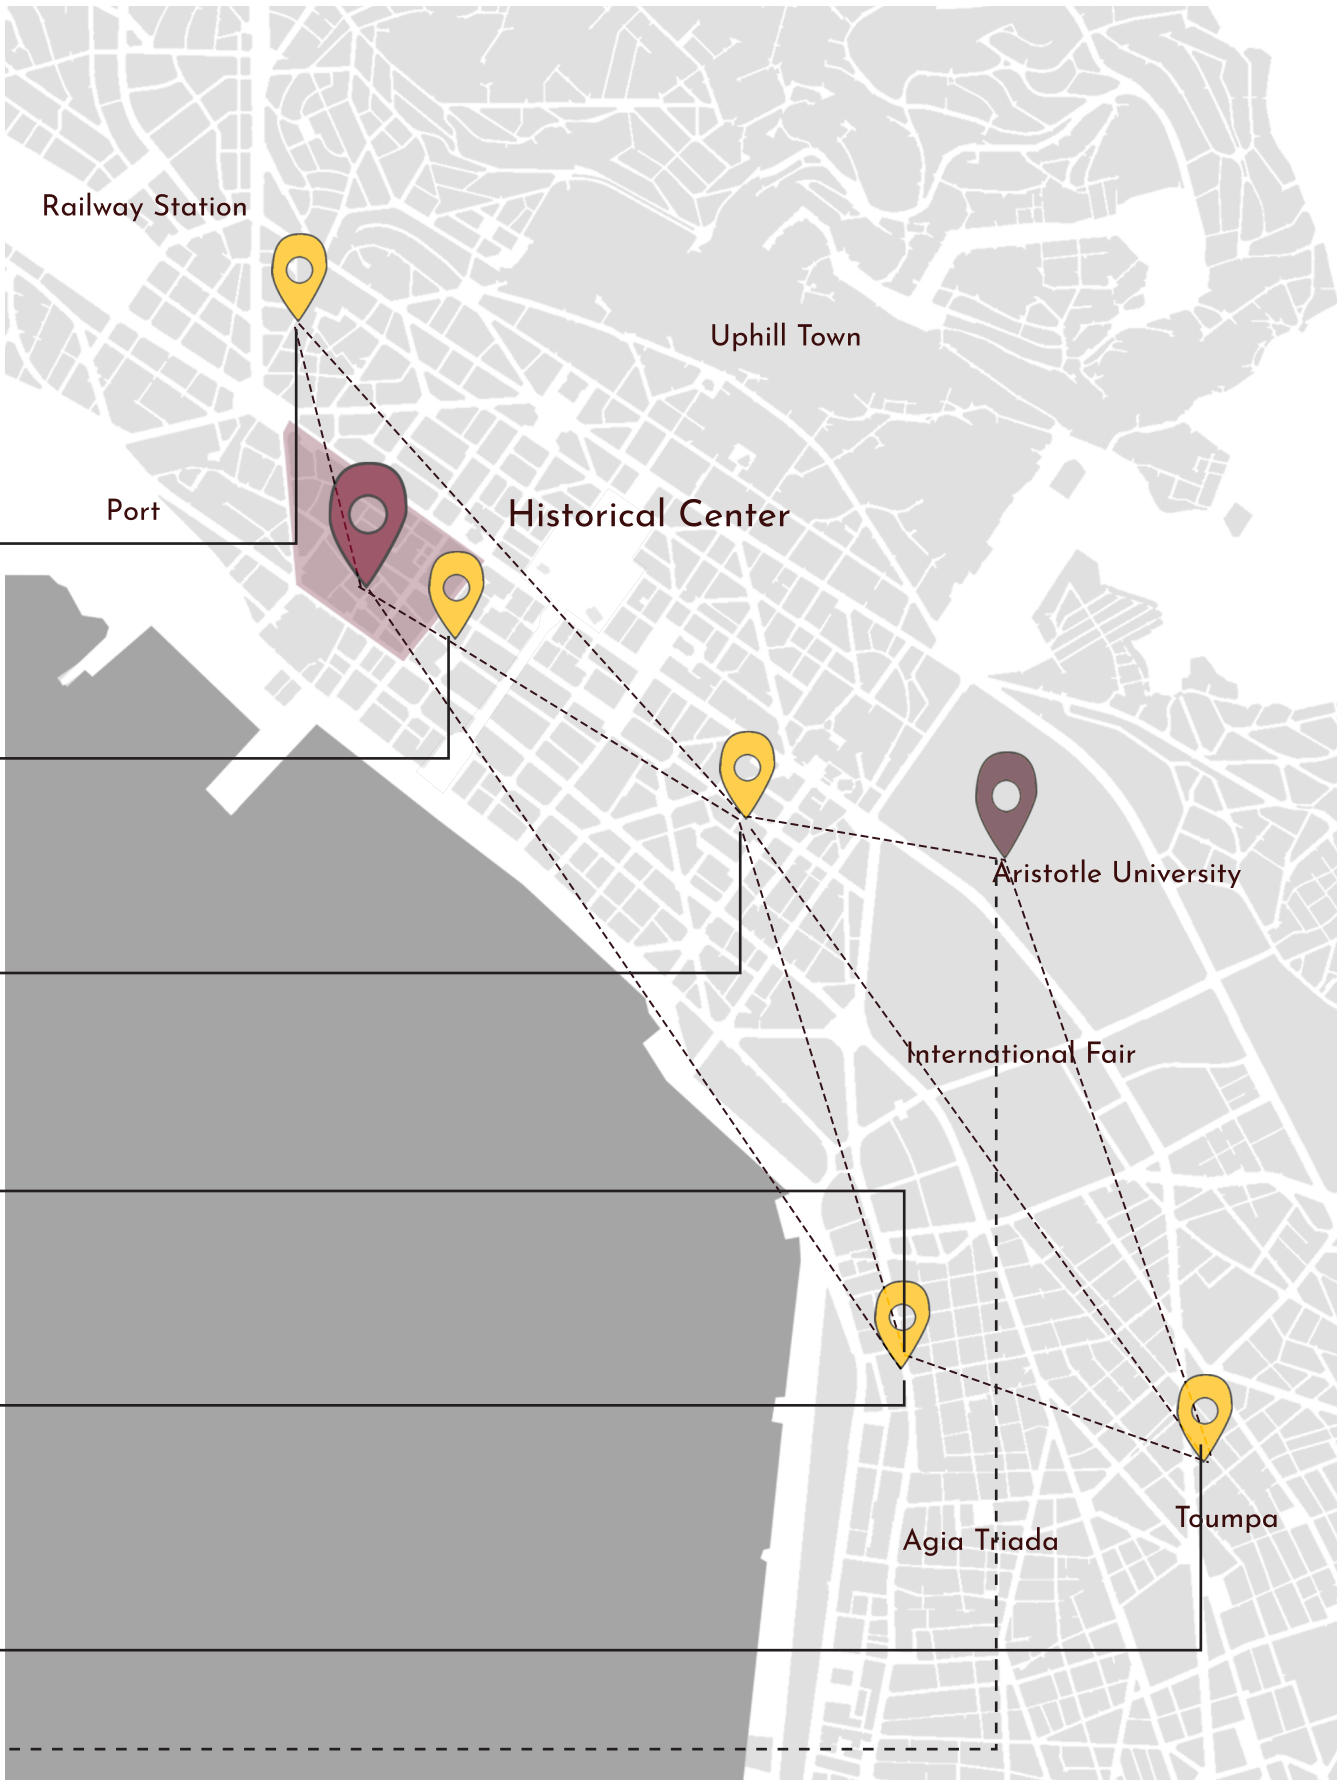 Railway Station
Uphill Town
Port
Historical Center
Aristotle University
International Fair
Toumpa
Agia Triada